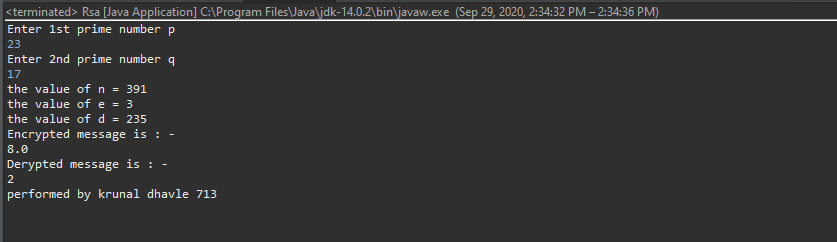 <terminated> Rsa [Java Application] C:\Program Files\Java\jdk-14.0.2\bin\javaw.exe (Sep 29, 2020, 2:34:32 PM – 2:34:36 PM)
Enter 1st prime number p
23
Enter 2nd prime number q
17
the value of n = 391
the value of e = 3
the value of d = 235
Encrypted message is : -
8.0
Derypted message is : -
2
performed by krunal dhavle 713